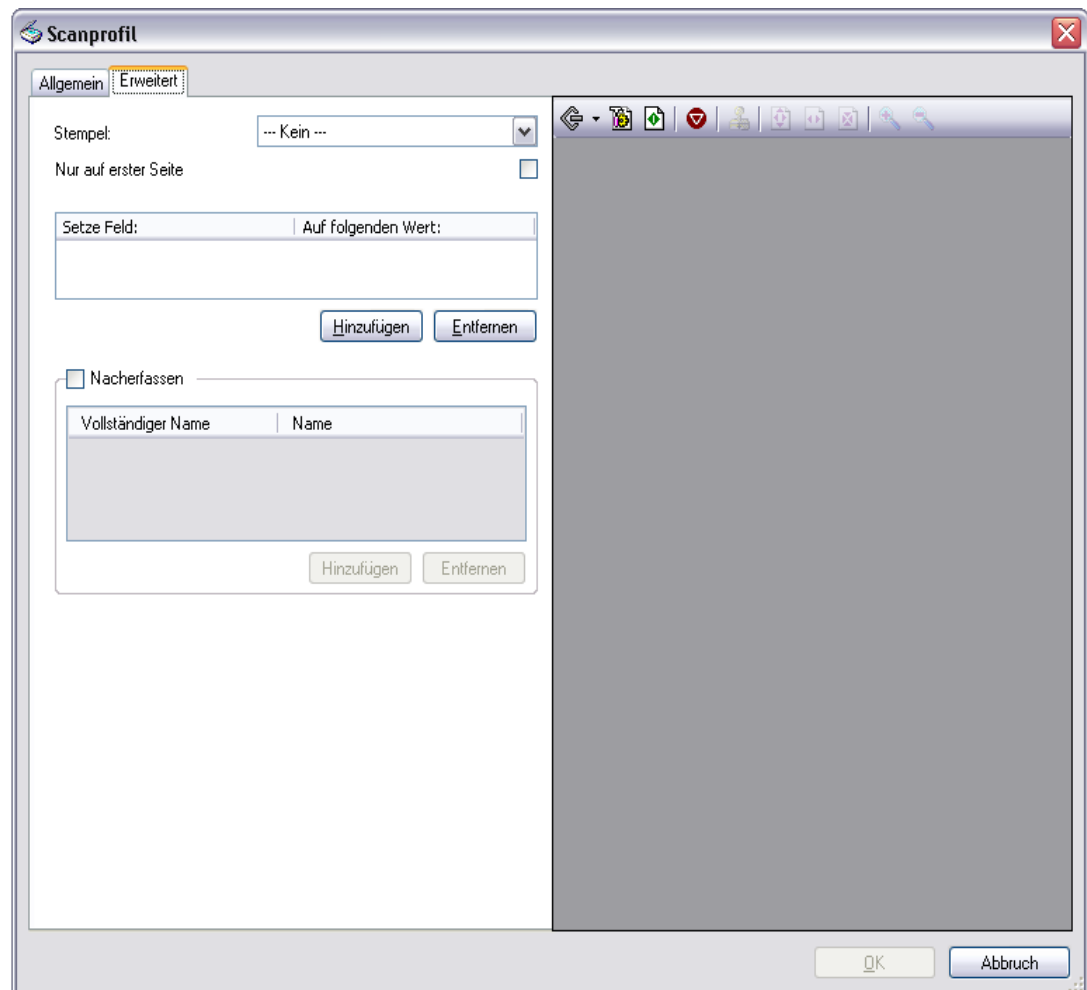 Scanprofil
Allgemein Erweitert
Stempel: --- Kein ---
Nur auf erster Seite
Setze Feld: Auf folgenden Wert:
Hinzufügen Entfernen
Nacherfassen
Vollständiger Name Name
Hinzufügen Entfernen
OK Abbruch